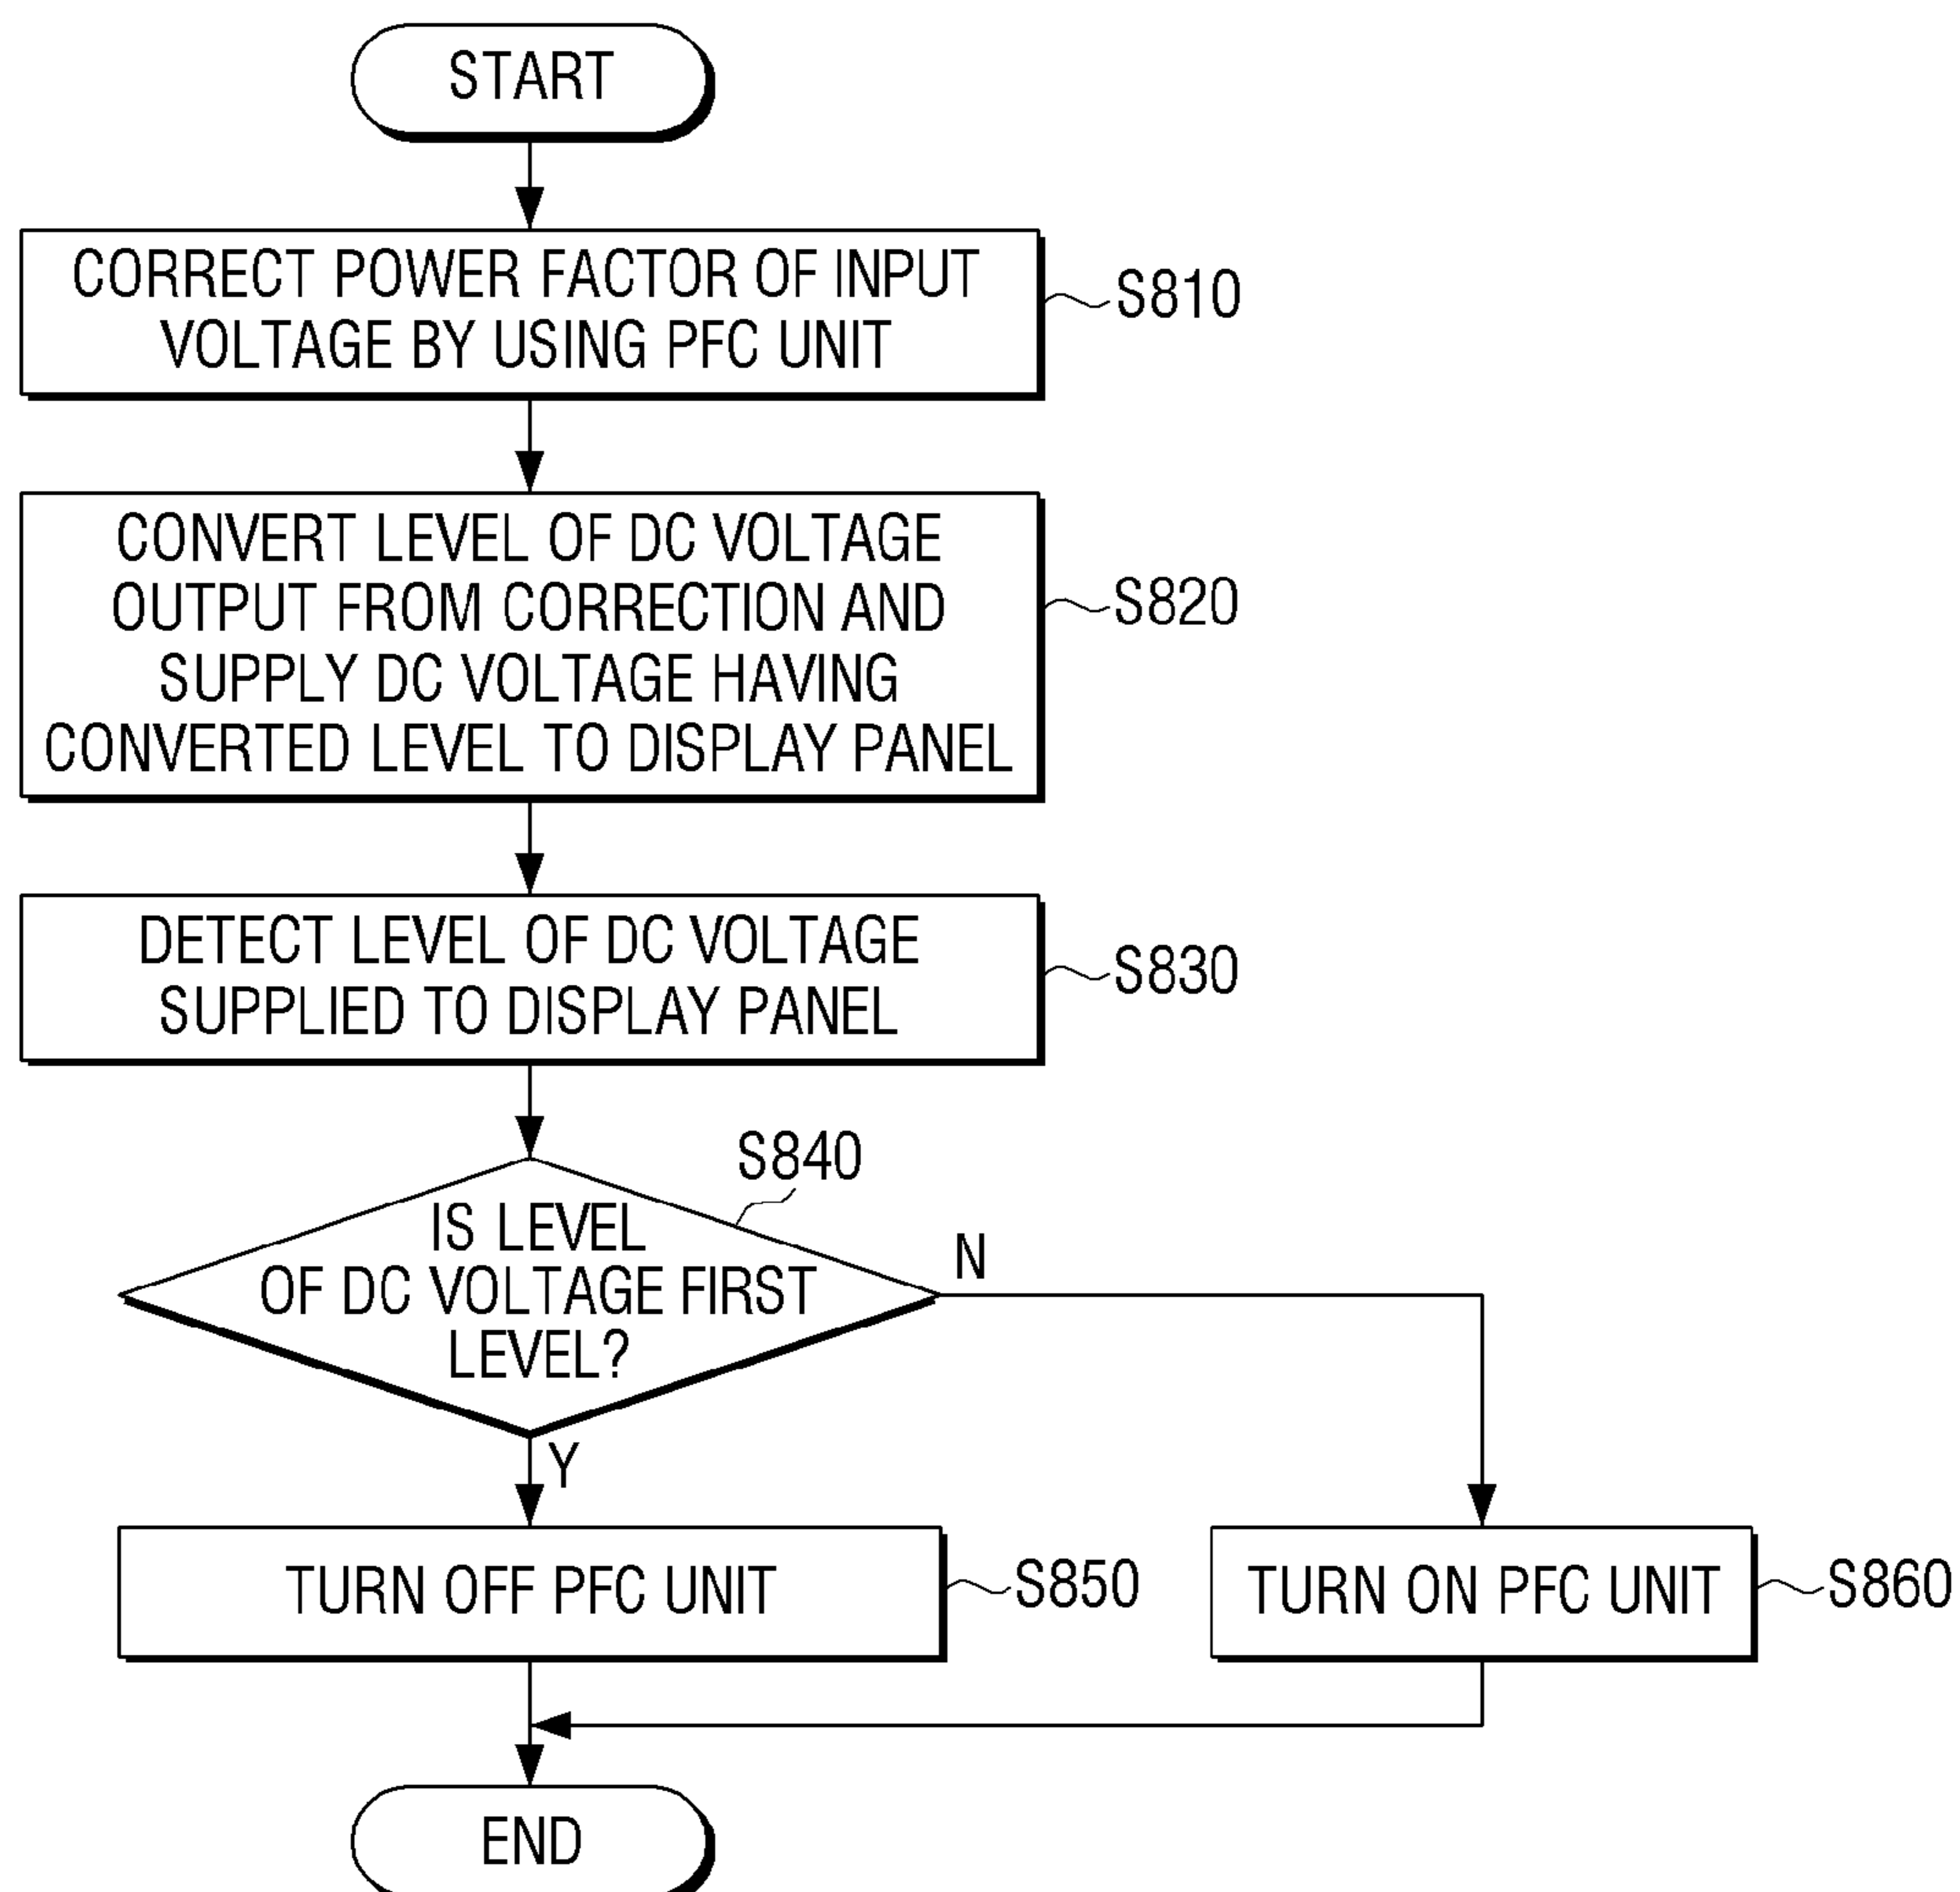 START
CORRECT POWER FACTOR OF INPUT
VOLTAGE BY USING PFC UNIT
S810
CONVERT LEVEL OF DC VOLTAGE
OUTPUT FROM CORRECTION AND
SUPPLY DC VOLTAGE HAVING
CONVERTED LEVEL TO DISPLAY PANEL
S820
DETECT LEVEL OF DC VOLTAGE
SUPPLIED TO DISPLAY PANEL
S830
S840
IS LEVEL
OF DC VOLTAGE FIRST
LEVEL?
N
Y
TURN OFF PFC UNIT
S850
TURN ON PFC UNIT
S860
END